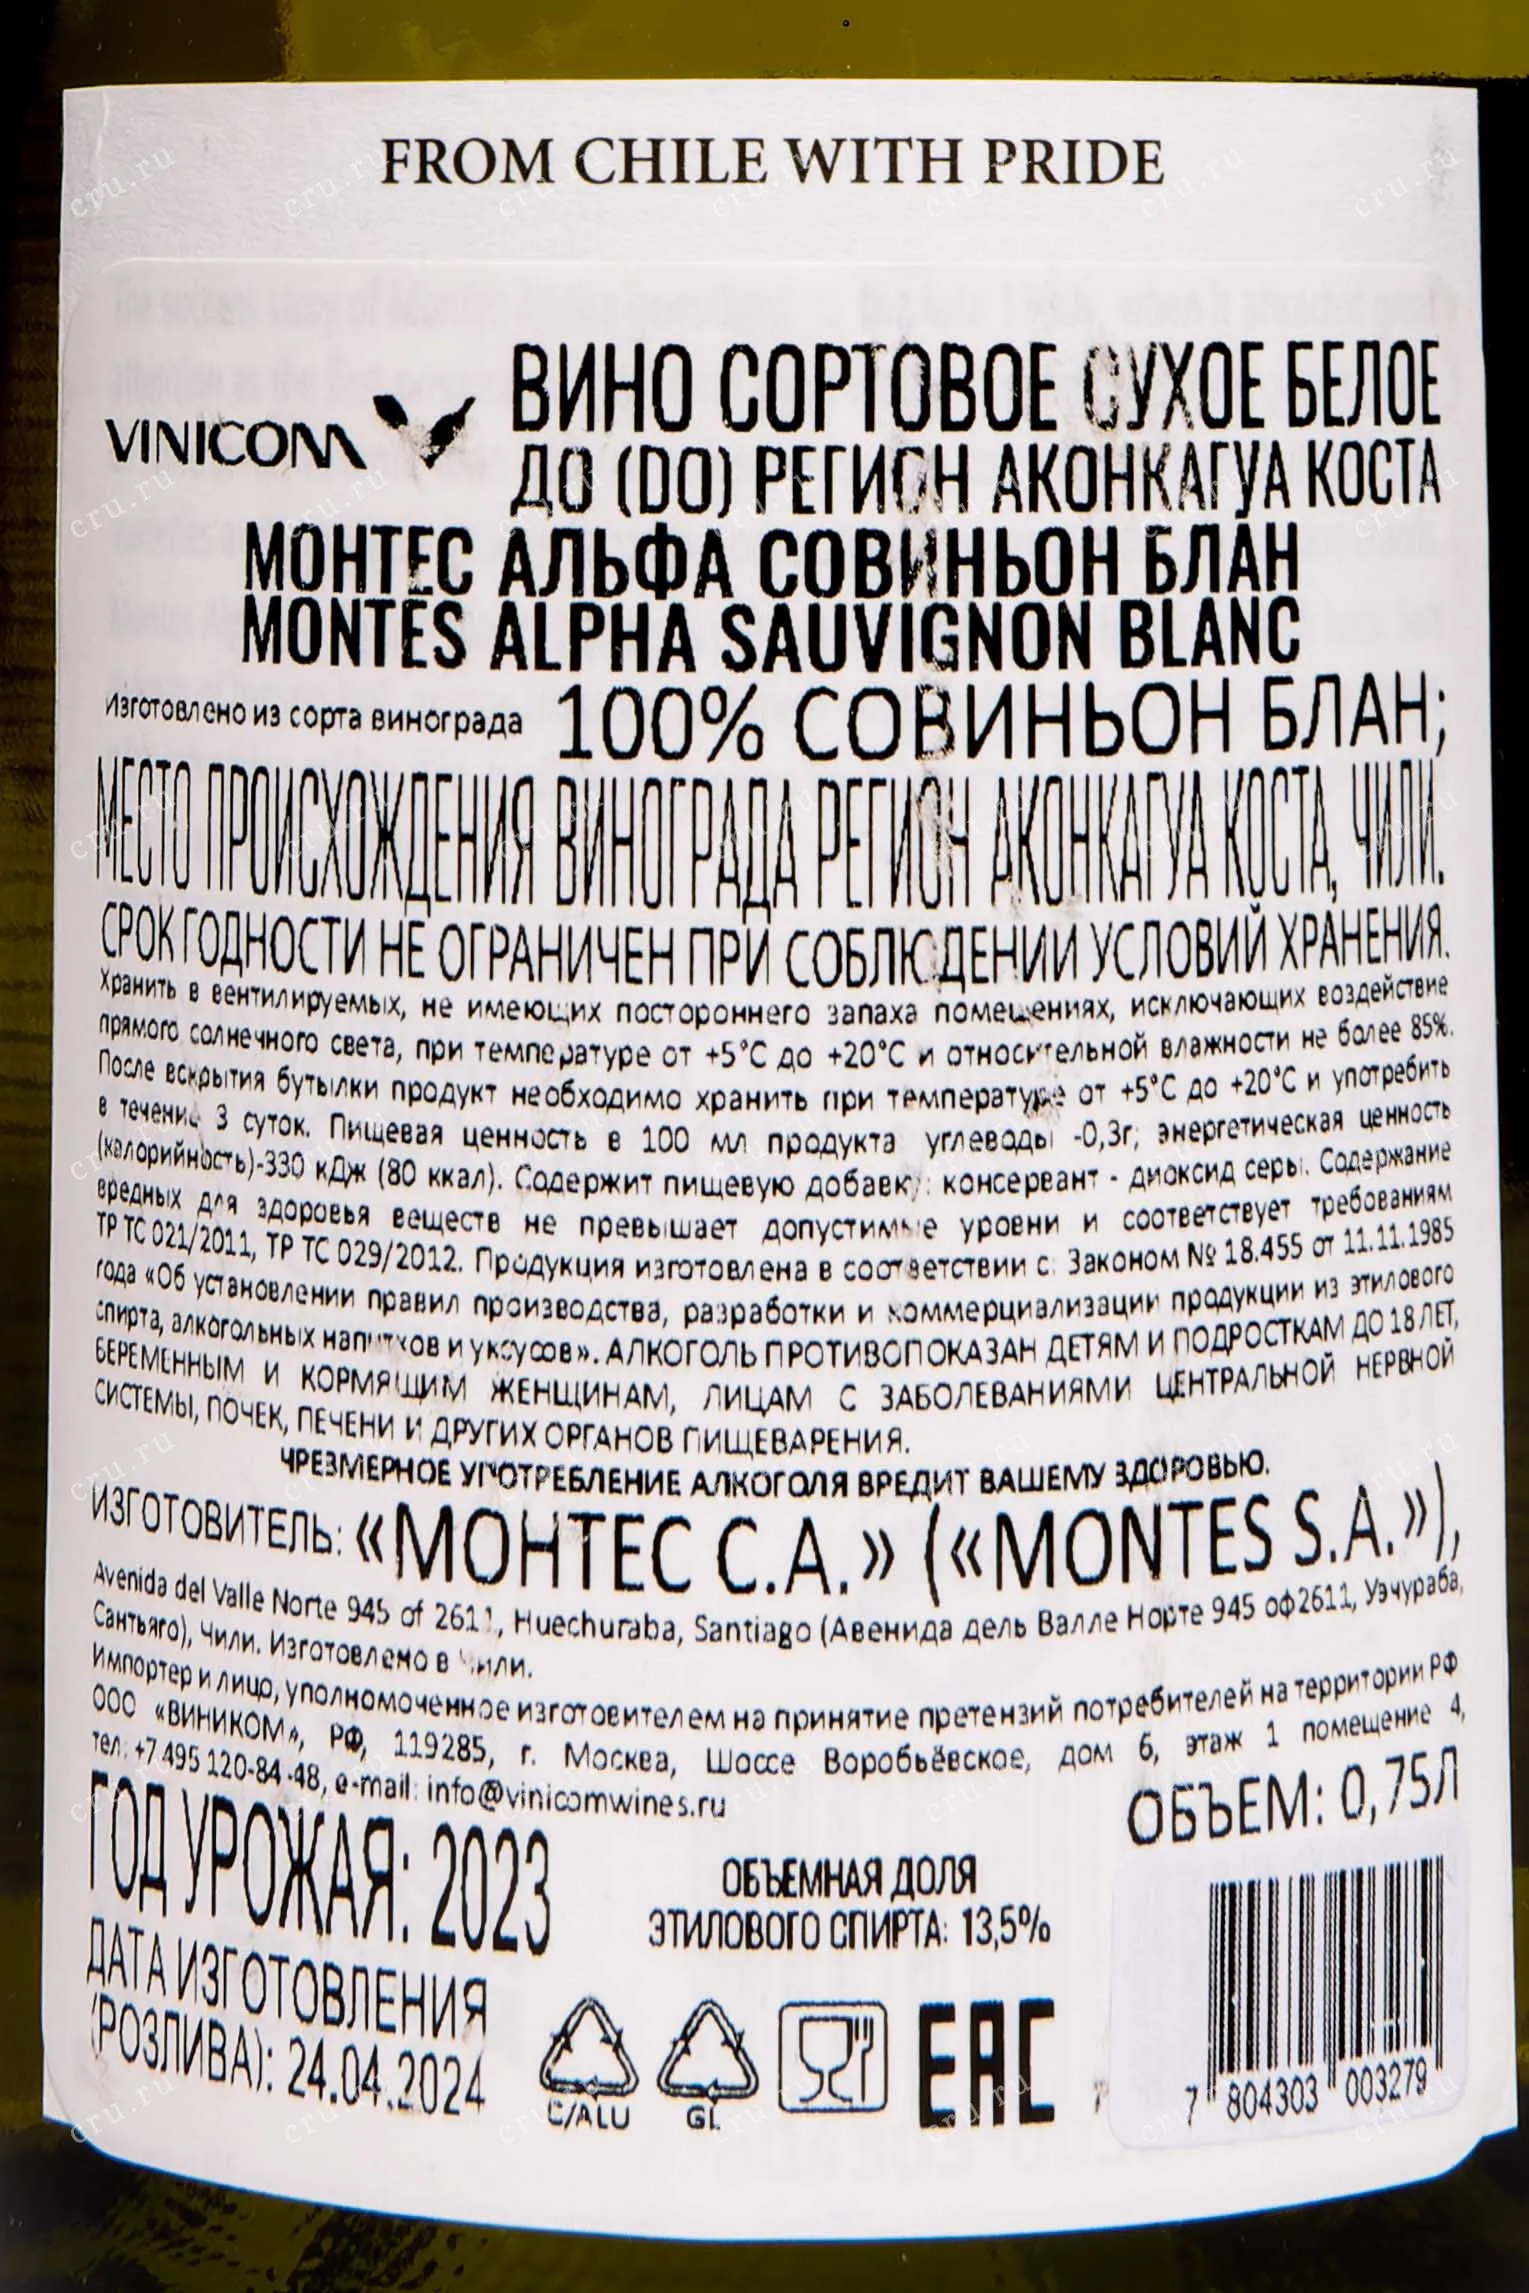 FROM CHILE WITH PRIDE
VINICOM
ВИНО СОРТОВОЕ СУХОЕ БЕЛОЕ
ДО (DO) РЕГИОН АКОНКАГУА КОСТА
МОНТЕС АЛЬФА СОВИНЬОН БЛАН
MONTES ALPHA SAUVIGNON BLANC
Изготовлено из сорта винограда 100% СОВИНЬОН БЛАН;
МЕСТО ПРОИСХОЖДЕНИЯ ВИНОГРАДА РЕГИОН АКОНКАГУА КОСТА, ЧИЛИ.
СРОК ГОДНОСТИ НЕ ОГРАНИЧЕН ПРИ СОБЛЮДЕНИИ УСЛОВИЙ ХРАНЕНИЯ.
Хранить в вентилируемых, не имеющих постороннего запаха помещениях, исключающих воздействие
прямого солнечного света, при температуре от +5°C до +20°C и относительной влажности не более 85%.
После вскрытия бутылки продукт необходимо хранить при температуре от +5°C до +20°C и употребить
в течение 3 суток. Пищевая ценность в 100 мл продукта углеводы -0,3г; энергетическая ценность
(калорийность)-330 кДж (80 ккал). Содержит пищевую добавку: консервант - диоксид серы. Содержание
вредных для здоровья веществ не превышает допустимые уровни и соответствует требованиям
ТР ТС 021/2011, ТР ТС 029/2012. Продукция изготовлена в соответствии с: Законом № 18.455 от 11.11.1985
года «Об установлении правил производства, разработки и коммерциализации продукции из этилового
спирта, алкогольных напитков и уксусов». АЛКОГОЛЬ ПРОТИВОПОКАЗАН ДЕТЯМ И ПОДРОСТКАМ ДО 18 ЛЕТ,
БЕРЕМЕННЫМ И КОРМЯЩИМ ЖЕНЩИНАМ, ЛИЦАМ С ЗАБОЛЕВАНИЯМИ ЦЕНТРАЛЬНОЙ НЕРВНОЙ
СИСТЕМЫ, ПОЧЕК, ПЕЧЕНИ И ДРУГИХ ОРГАНОВ ПИЩЕВАРЕНИЯ.
ЧРЕЗМЕРНОЕ УПОТРЕБЛЕНИЕ АЛКОГОЛЯ ВРЕДИТ ВАШЕМУ ЗДОРОВЬЮ.
ИЗГОТОВИТЕЛЬ: «МОНТЕС С.А.» («MONTES S.A.»),
Avenida del Valle Norte 945 of 2611, Huechuraba, Santiago (Авенида дель Валле Норте 945 оф2611, Уэчураба,
Сантьяго), Чили. Изготовлено в Чили.
Импортер и лицо, уполномоченное изготовителем на принятие претензий потребителей на территории РФ
ООО «ВИНИКОМ», РФ, 119285, г. Москва, Шоссе Воробьёвское, дом 6, этаж 1 помещение 4,
тел: +7 495 120-84-48, e-mail: info@vinicomwines.ru
ОБЪЕМ: 0,75Л
ГОД УРОЖАЯ: 2023
ОБЪЕМНАЯ ДОЛЯ
ЭТИЛОВОГО СПИРТА: 13,5%
ДАТА ИЗГОТОВЛЕНИЯ
(РОЗЛИВА): 24.04.2024
C/ALU
GL
EAC
7 804303 003279
cru.ru